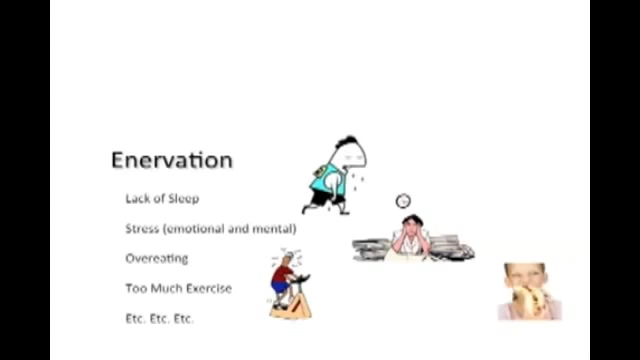 Enervation
Lack of Sleep
Stress (emotional and mental)
Overeating
Too Much Exercise
Etc. Etc. Etc.